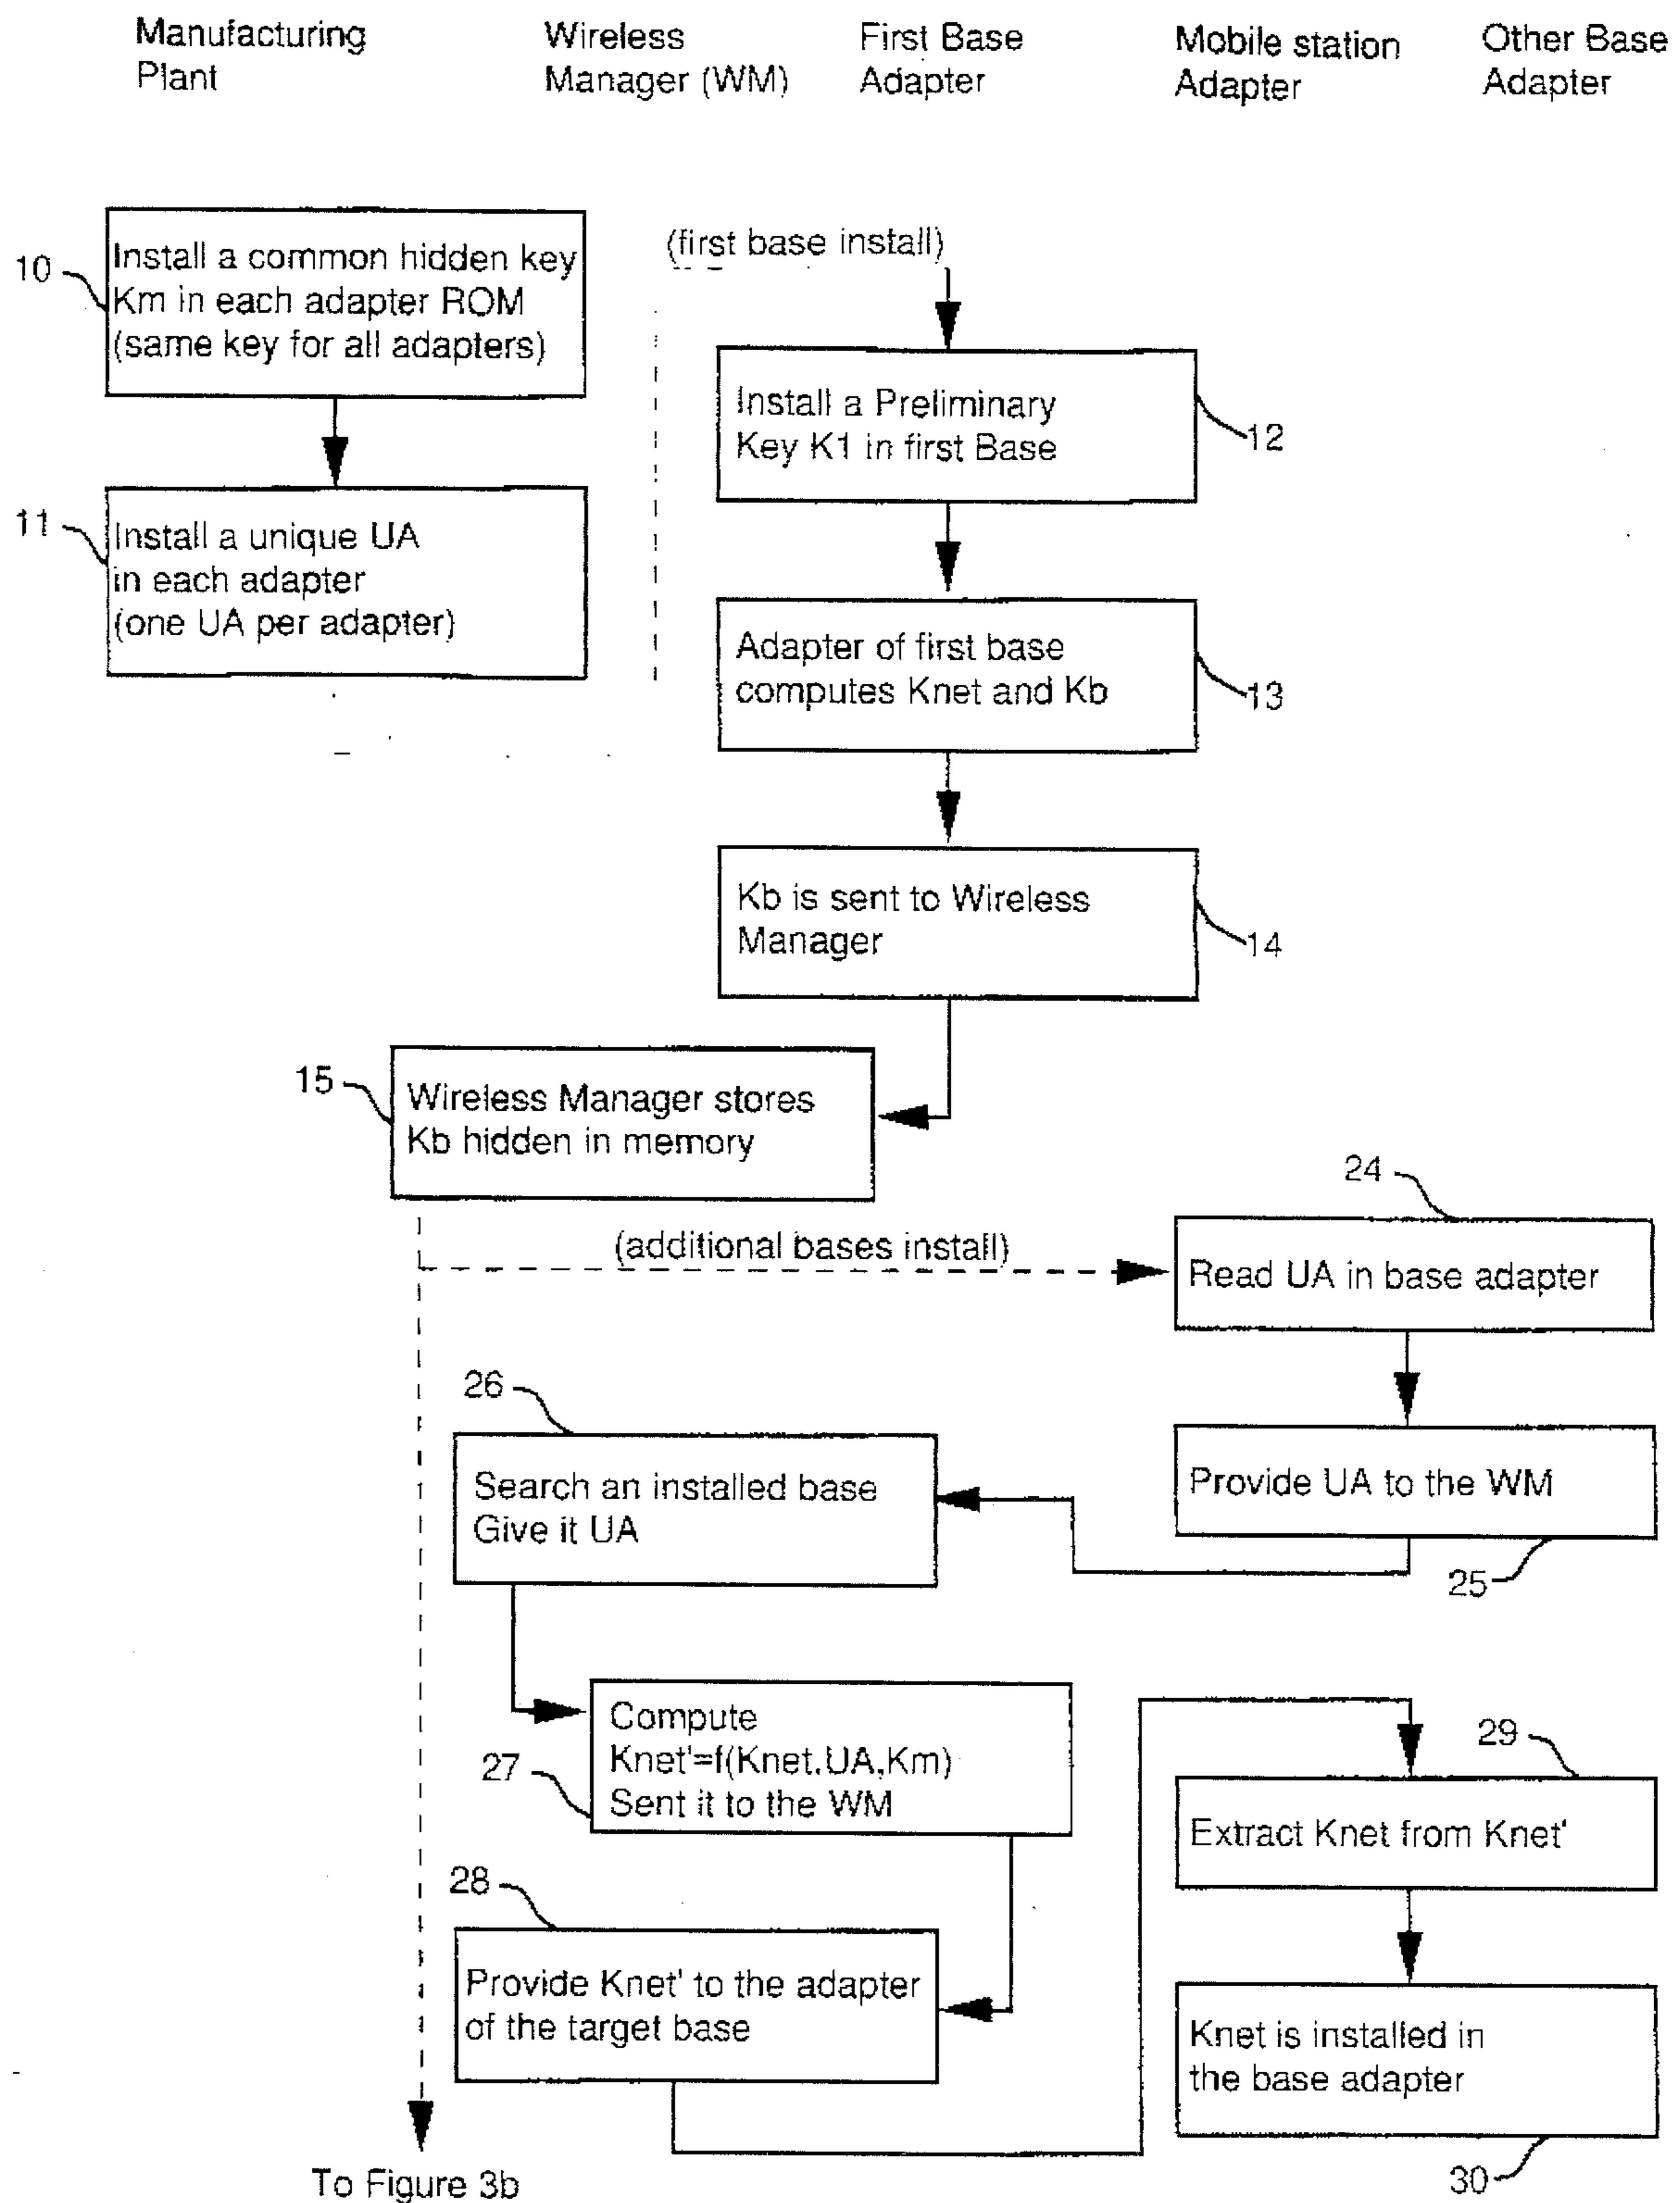 Manufacturing
Plant
Wireless
Manager (WM)
First Base
Adapter
Mobile station
Adapter
Other Base
Adapter
10
Install a common hidden key
Km in each adapter ROM
(same key for all adapters)
(first base install)
Install a Preliminary
Key K1 in first Base
12
11
Install a unique UA
in each adapter
(one UA per adapter)
Adapter of first base
computes Knet and Kb
13
Kb is sent to Wireless
Manager
14
15
Wireless Manager stores
Kb hidden in memory
(additional bases install)
24
Read UA in base adapter
26
Search an installed base
Give it UA
Provide UA to the WM
25
27
Compute
Knet'=f(Knet.UA,Km)
Sent it to the WM
29
Extract Knet from Knet'
28
Provide Knet' to the adapter
of the target base
Knet is installed in
the base adapter
30
To Figure 3b